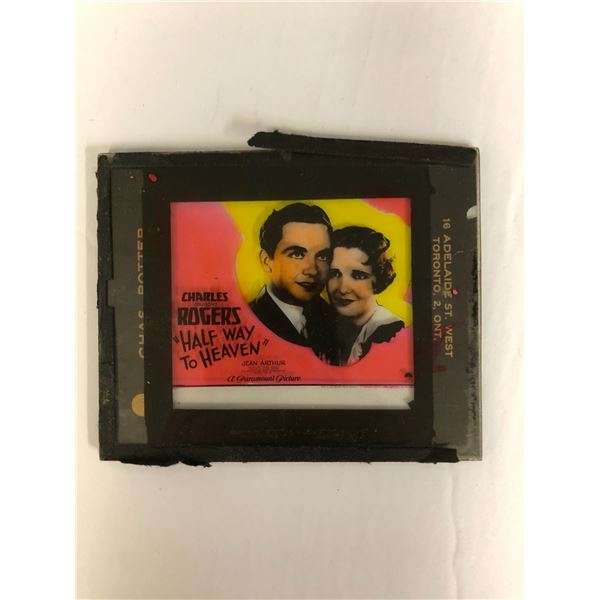 CHARLES
ROGERS
"HALF WAY
TO HEAVEN"
JEAN ARTHUR
A Paramount Picture
CHAS POTTER
16 ADELAIDE ST. WEST
TORONTO, 2, ONT.